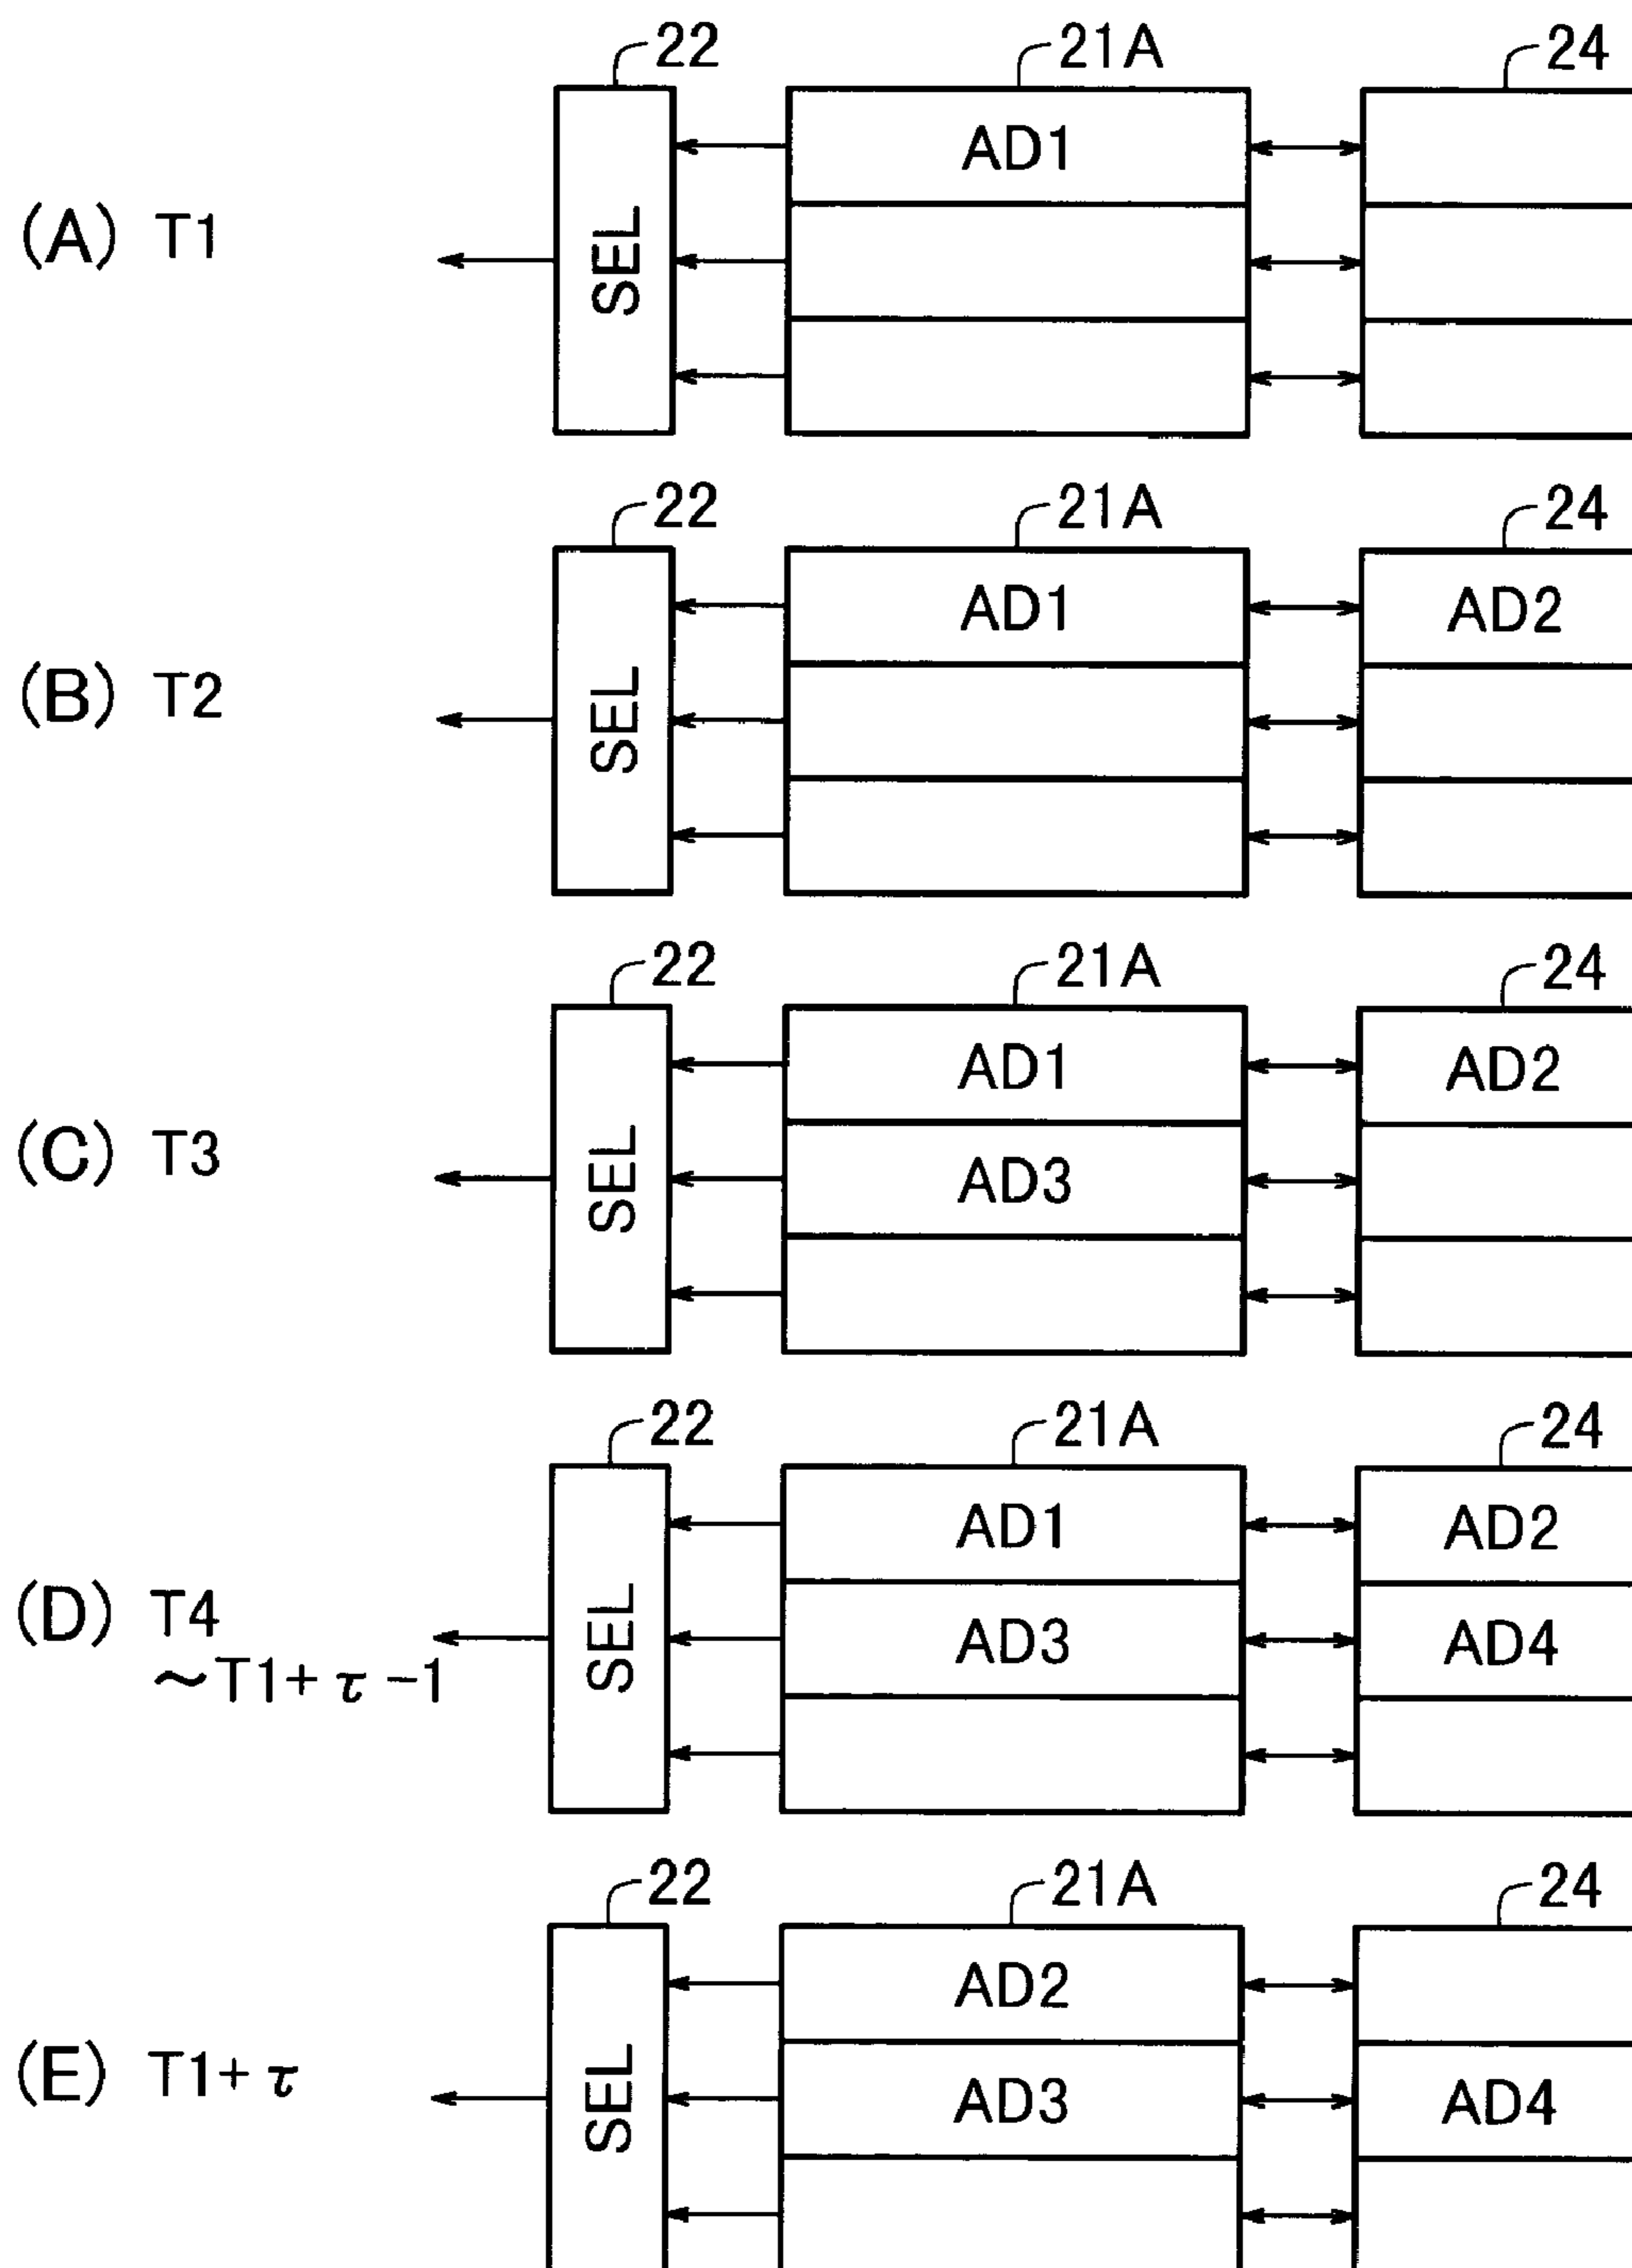 22 21A 24
(A) T1 SEL AD1
22 21A 24
(B) T2 SEL AD1 AD2
22 21A 24
(C) T3 SEL AD1 AD2
AD3
22 21A 24
(D) T4 SEL AD1 AD2
~T1+τ-1 AD3 AD4
22 21A 24
(E) T1+τ SEL AD2
AD3 AD4